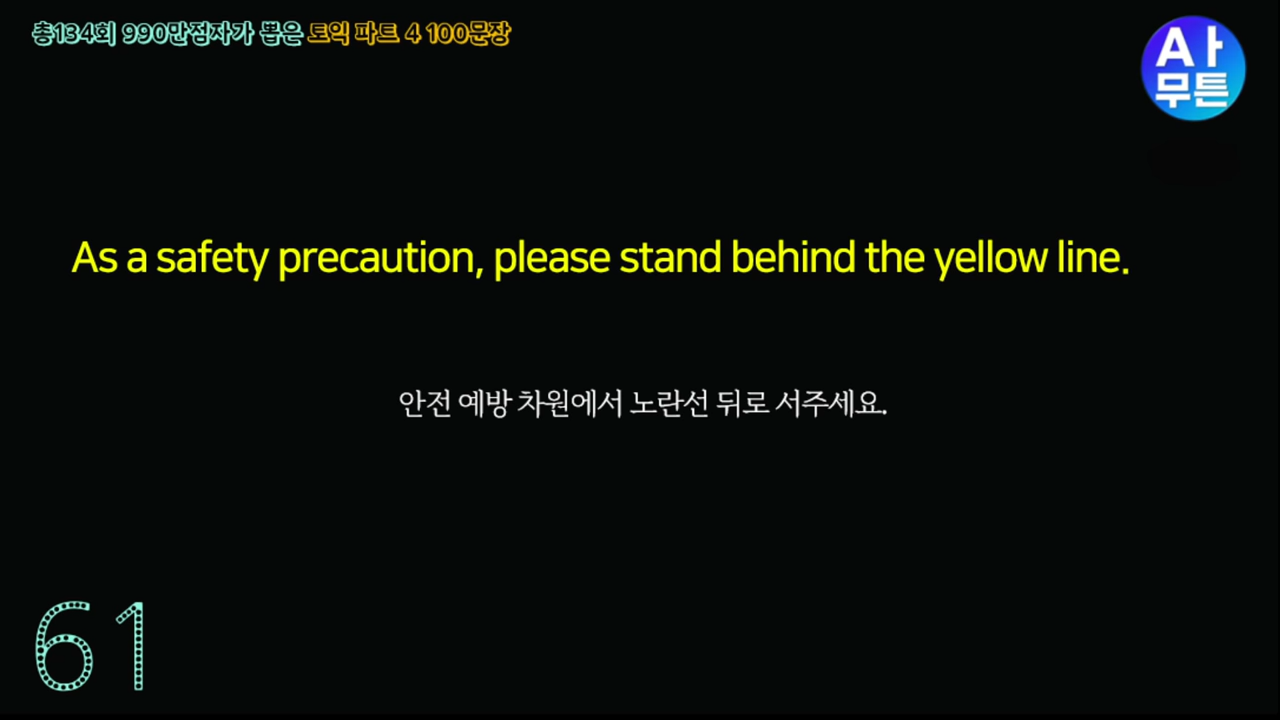 총134회 990만점자가 뽑은 토익 파트 4 100문장
A사
무튼
As a safety precaution, please stand behind the yellow line.
안전 예방 차원에서 노란선 뒤로 서주세요.
61